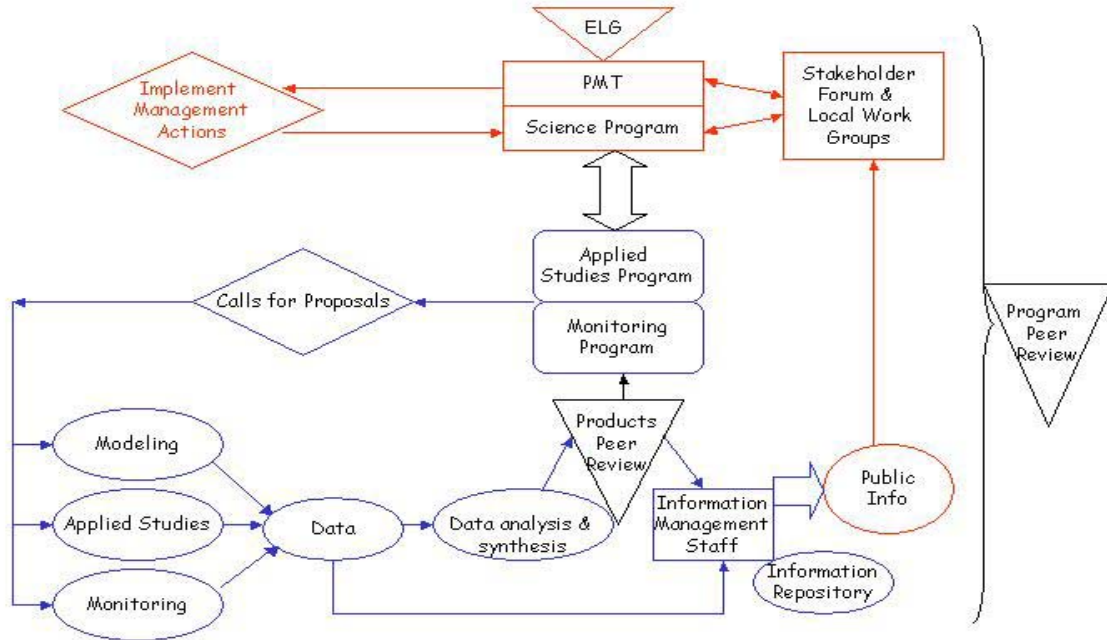 ELG
Implement
Management
Actions
PMT
Science Program
Stakeholder
Forum &
Local Work
Groups
Applied
Studies Program
Calls for Proposals
Monitoring
Program
Program
Peer
Review
Modeling
Products
Peer
Review
Applied Studies
Data
Data analysis &
synthesis
Information
Management
Staff
Public
Info
Monitoring
Information
Repository